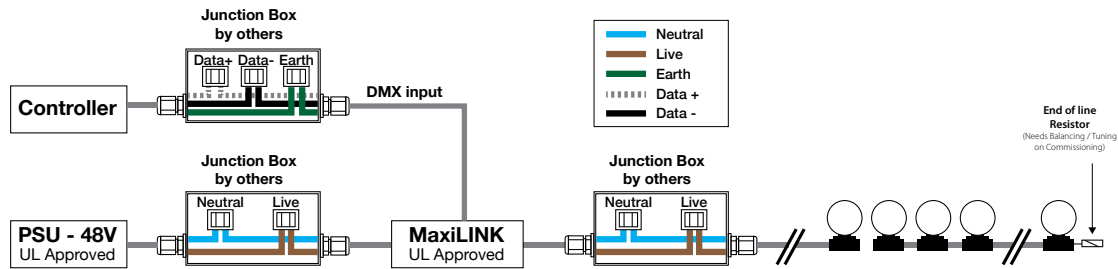 Junction Box
by others
Data+ Data- Earth
Controller
DMX input
Neutral
Live
Earth
Data +
Data -
End of line
Resistor
(Needs Balancing / Tuning
on Commissioning)
Junction Box
by others
Neutral Live
PSU - 48V
UL Approved
MaxiLINK
UL Approved
Junction Box
by others
Neutral Live